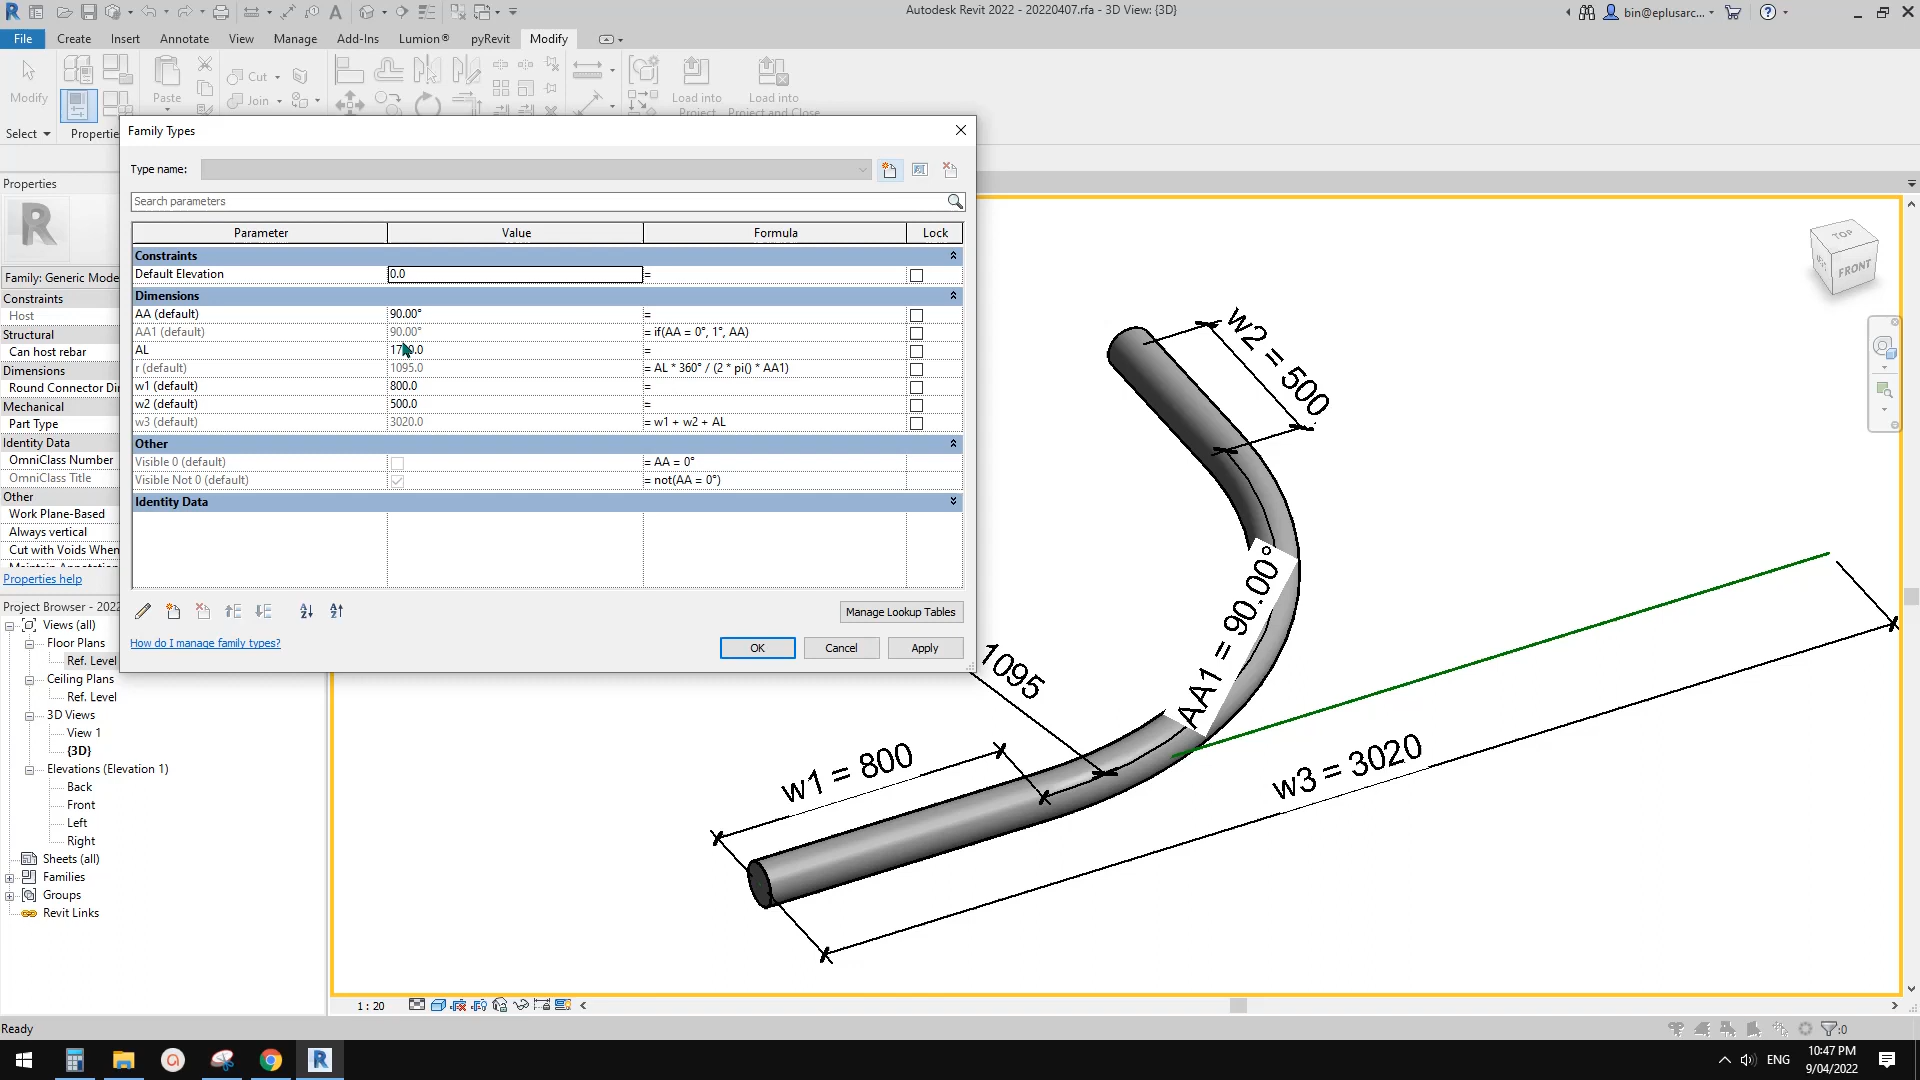 Autodesk Revit 2022 - 20220407.rfa - 3D View: {3D}
bin@eplusarc...
File
Create
Insert
Annotate
View
Manage
Add-Ins
Lumion®
pyRevit
Modify
Modify
Paste
Cut
Join
Load into
Project
Load into
Project and Close
Select
Properti
Family Types
Type name:
Search parameters
Parameter Value Formula Lock
Constraints
Default Elevation 0.0 =
Dimensions
AA (default) 90.00° =
AA1 (default) 90.00° = if(AA = 0°, 1°, AA)
AL =
r (default) 1095.0 = AL * 360° / (2 * pi() * AA1)
w1 (default) 800.0 =
w2 (default) 500.0 =
w3 (default) 3020.0 = w1 + w2 + AL
Other
Visible 0 (default) = AA = 0°
Visible Not 0 (default) = not(AA = 0°)
Identity Data
Manage Lookup Tables
How do I manage family types?
OK
Cancel
Apply
Properties
Family: Generic Mode
Constraints
Host
Structural
Can host rebar
Dimensions
Round Connector Di
Mechanical
Part Type
Identity Data
OmniClass Number
OmniClass Title
Other
Work Plane-Based
Always vertical
Cut with Voids When
Maintain Annotation
Properties help
Project Browser - 2022
Views (all)
Floor Plans
Ref. Level
Ceiling Plans
Ref. Level
3D Views
View 1
{3D}
Elevations (Elevation 1)
Back
Front
Left
Right
Sheets (all)
Families
Groups
Revit Links
TOP
FRONT
w2 = 500
AA1 = 90.00°
1095
w1 = 800
w3 = 3020
1 : 20
Ready
:0
ENG
10:47 PM
9/04/2022